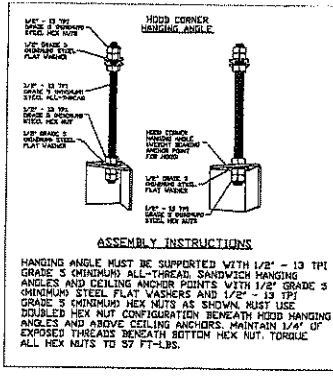 HOOD CORNER
HANGING ANGLE
1/2" - 13 TPI
GRADE 5 (MINIMUM)
STEEL HEX NUT
1/2" GRADE 5
(MINIMUM) STEEL
FLAT WASHER
1/2" - 13 TPI
GRADE 5 (MINIMUM)
STEEL ALL-THREAD
1/2" - 13 TPI
GRADE 5 (MINIMUM)
STEEL HEX NUT
1/2" GRADE 5
(MINIMUM) STEEL
FLAT WASHER
HOOD CORNER
HANGING ANGLE
(WEIGHT BEARING
ANCHOR POINT
FOR HOOD)
1/2" GRADE 5
(MINIMUM) STEEL
FLAT WASHER
1/2" - 13 TPI
GRADE 5 (MINIMUM)
STEEL HEX NUT
ASSEMBLY INSTRUCTIONS
HANGING ANGLE MUST BE SUPPORTED WITH 1/2" - 13 TPI
GRADE 5 (MINIMUM) ALL-THREAD. SANDWICH HANGING
ANGLES AND CEILING ANCHOR POINTS WITH 1/2" GRADE 5
(MINIMUM) STEEL FLAT WASHERS AND 1/2" - 13 TPI
GRADE 5 (MINIMUM) HEX NUTS AS SHOWN. MUST USE
DOUBLED HEX NUT CONFIGURATION BENEATH HOOD HANGING
ANGLES AND ABOVE CEILING ANCHORS. MAINTAIN 1/4" OF
EXPOSED THREADS BENEATH BOTTOM HEX NUT. TORQUE
ALL HEX NUTS TO 57 FT-LBS.